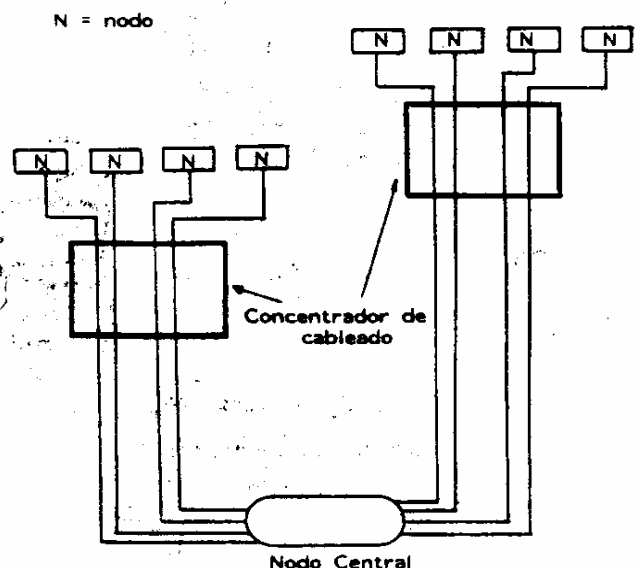 N = nodo
N N N N
N N N N
Concentrador de
cableado
Nodo Central